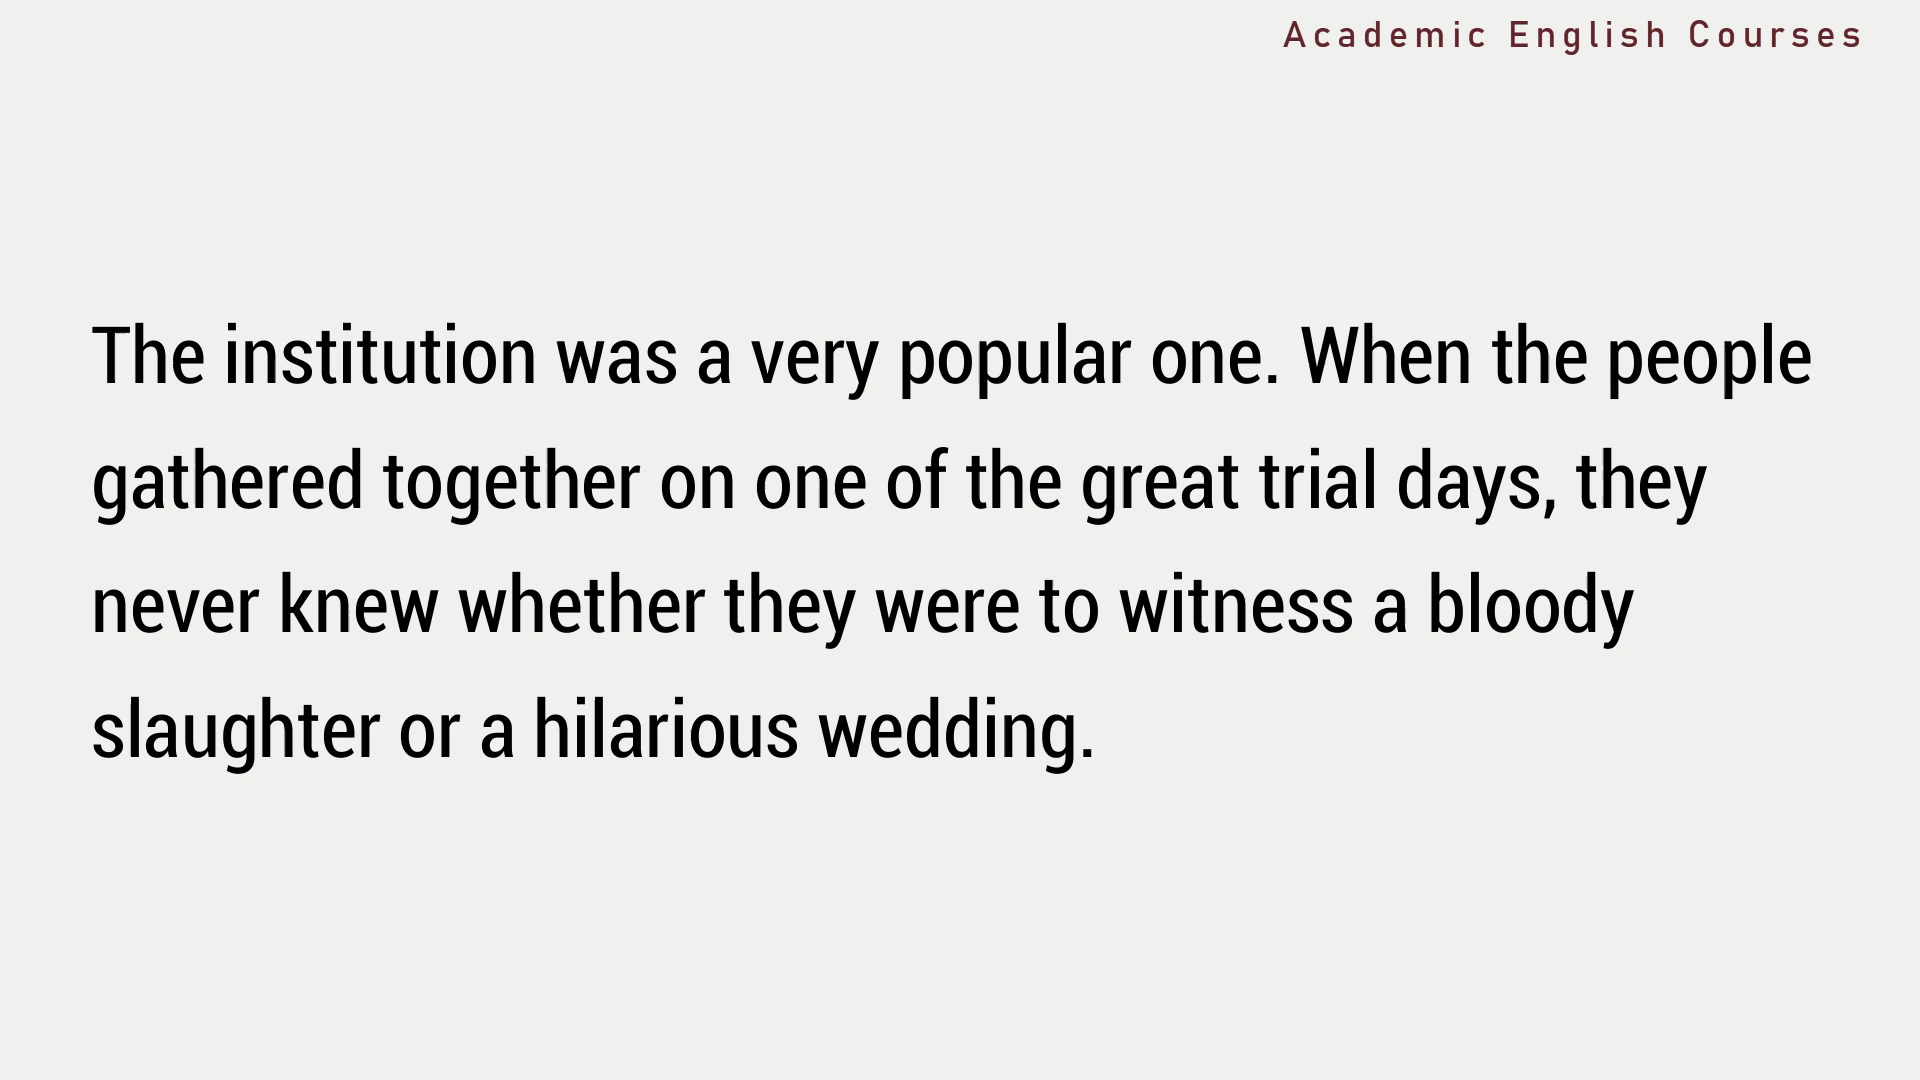 Academic English Courses
The institution was a very popular one. When the people
gathered together on one of the great trial days, they
never knew whether they were to witness a bloody
slaughter or a hilarious wedding.